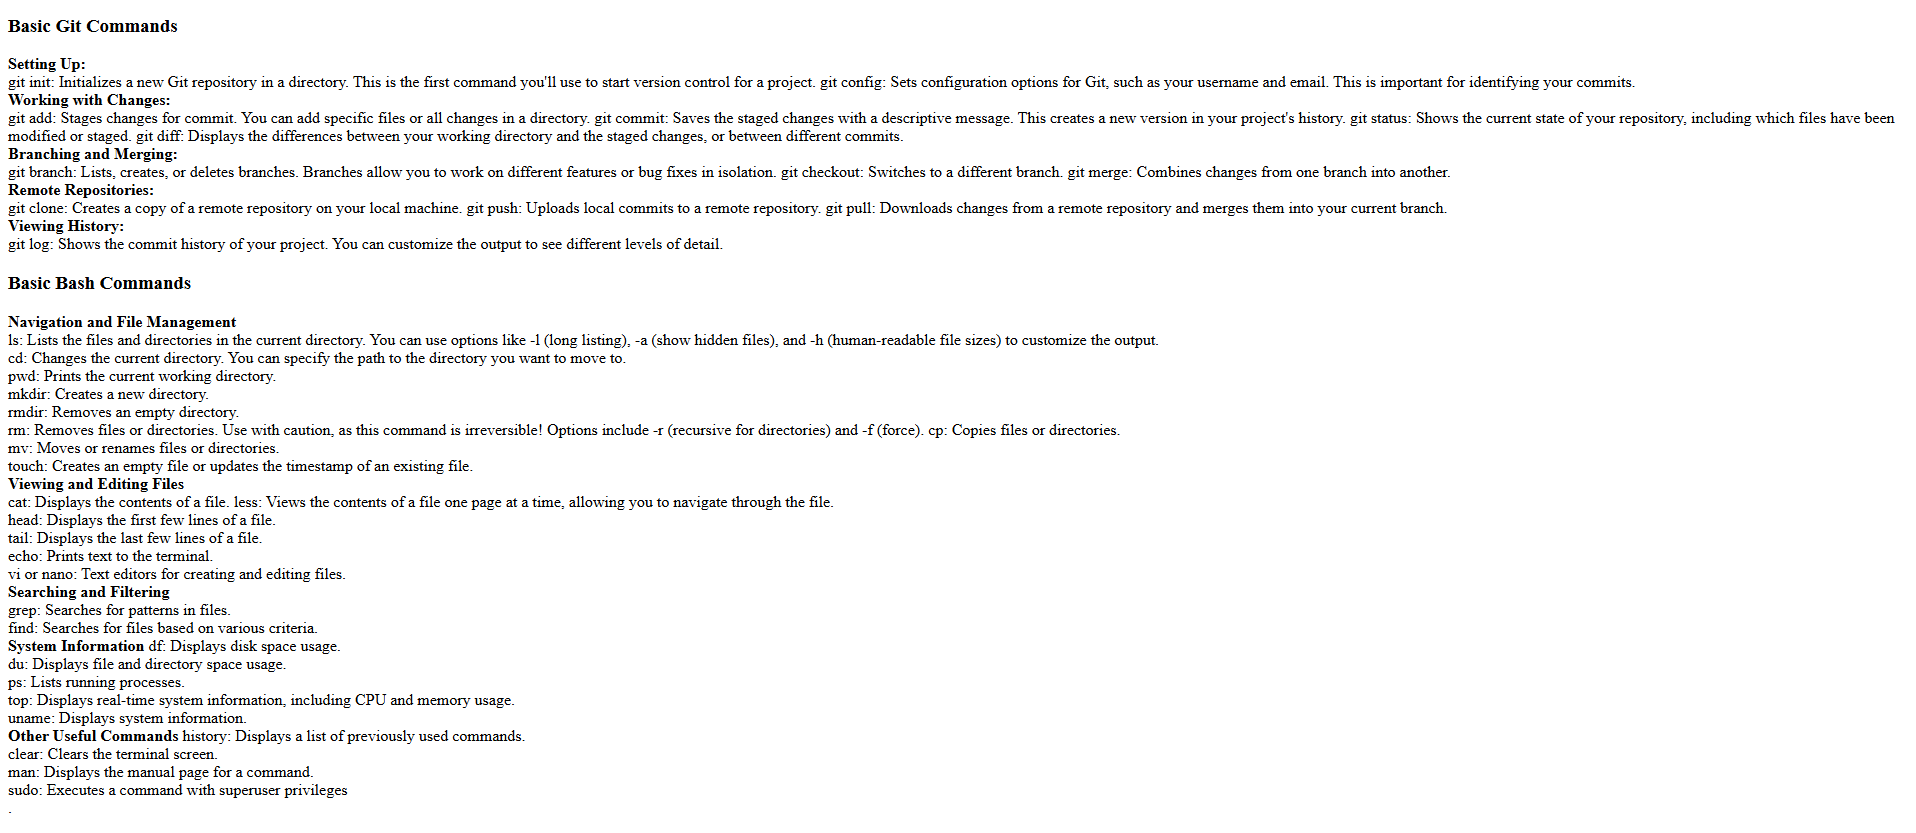 Basic Git Commands
Setting Up:
git init: Initializes a new Git repository in a directory. This is the first command you'll use to start version control for a project. git config: Sets configuration options for Git, such as your username and email. This is important for identifying your commits.
Working with Changes:
git add: Stages changes for commit. You can add specific files or all changes in a directory. git commit: Saves the staged changes with a descriptive message. This creates a new version in your project's history. git status: Shows the current state of your repository, including which files have been
modified or staged. git diff: Displays the differences between your working directory and the staged changes, or between different commits.
Branching and Merging:
git branch: Lists, creates, or deletes branches. Branches allow you to work on different features or bug fixes in isolation. git checkout: Switches to a different branch. git merge: Combines changes from one branch into another.
Remote Repositories:
git clone: Creates a copy of a remote repository on your local machine. git push: Uploads local commits to a remote repository. git pull: Downloads changes from a remote repository and merges them into your current branch.
Viewing History:
git log: Shows the commit history of your project. You can customize the output to see different levels of detail.
Basic Bash Commands
Navigation and File Management
ls: Lists the files and directories in the current directory. You can use options like -l (long listing), -a (show hidden files), and -h (human-readable file sizes) to customize the output.
cd: Changes the current directory. You can specify the path to the directory you want to move to.
pwd: Prints the current working directory.
mkdir: Creates a new directory.
rmdir: Removes an empty directory.
rm: Removes files or directories. Use with caution, as this command is irreversible! Options include -r (recursive for directories) and -f (force). cp: Copies files or directories.
mv: Moves or renames files or directories.
touch: Creates an empty file or updates the timestamp of an existing file.
Viewing and Editing Files
cat: Displays the contents of a file. less: Views the contents of a file one page at a time, allowing you to navigate through the file.
head: Displays the first few lines of a file.
tail: Displays the last few lines of a file.
echo: Prints text to the terminal.
vi or nano: Text editors for creating and editing files.
Searching and Filtering
grep: Searches for patterns in files.
find: Searches for files based on various criteria.
System Information df: Displays disk space usage.
du: Displays file and directory space usage.
ps: Lists running processes.
top: Displays real-time system information, including CPU and memory usage.
uname: Displays system information.
Other Useful Commands history: Displays a list of previously used commands.
clear: Clears the terminal screen.
man: Displays the manual page for a command.
sudo: Executes a command with superuser privileges
.